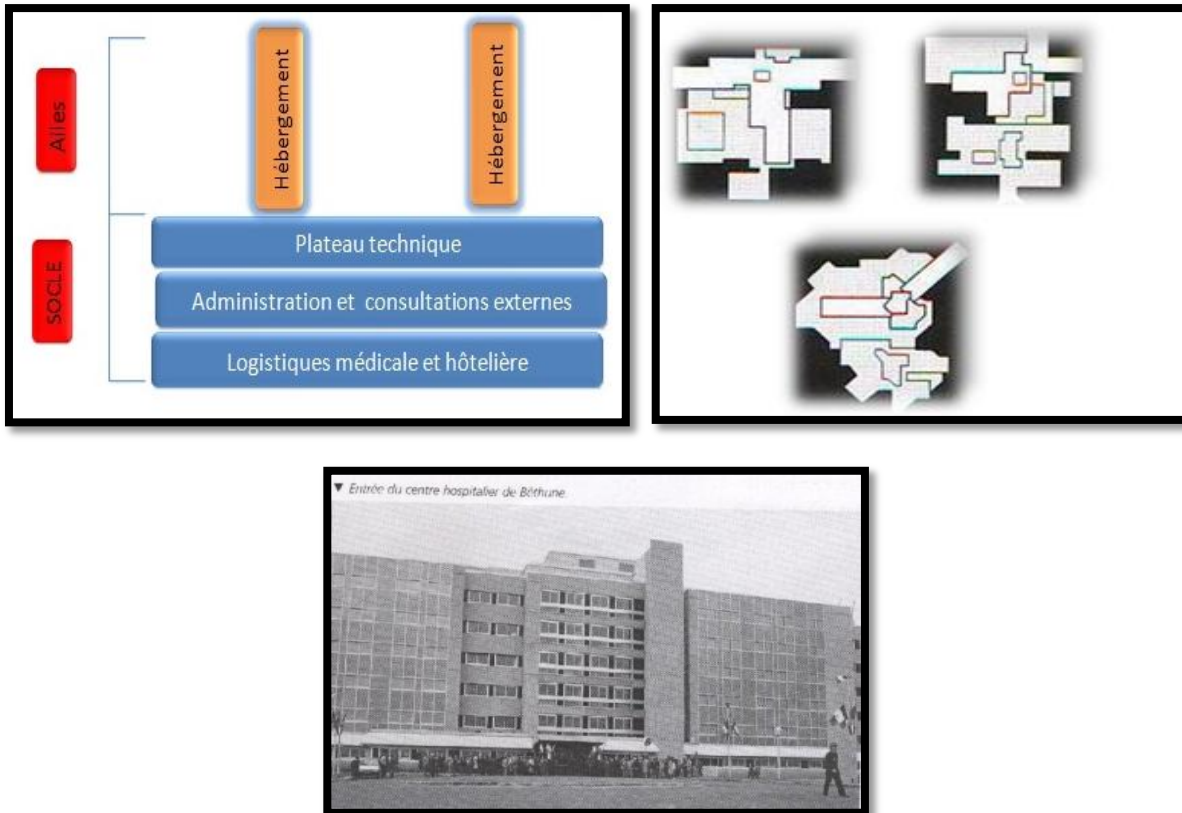 Ailes
SOCLE
Hébergement
Hébergement
Plateau technique
Administration et consultations externes
Logistiques médicale et hôtelière
▼ Entrée du centre hospitalier de Béthune.